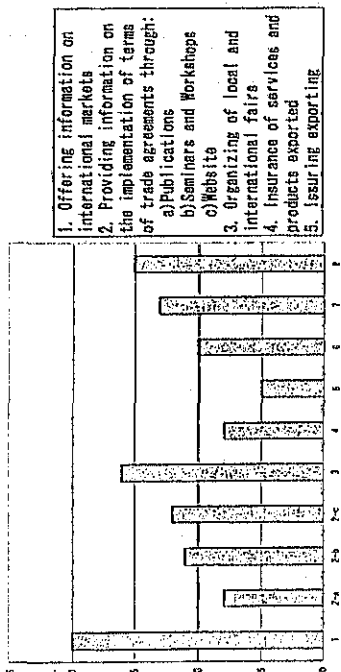 1. Offering information on
international markets
2. Providing information on
the implementation of terms
of trade agreements through:
a)Publications
b)Seminars and Workshops
c)Website
3. Organizing of local and
international fairs
4. Insurance of services and
products exported
5. Issuring exporting
1 2-a 2-b 2-c 3 4 5 6 7 8